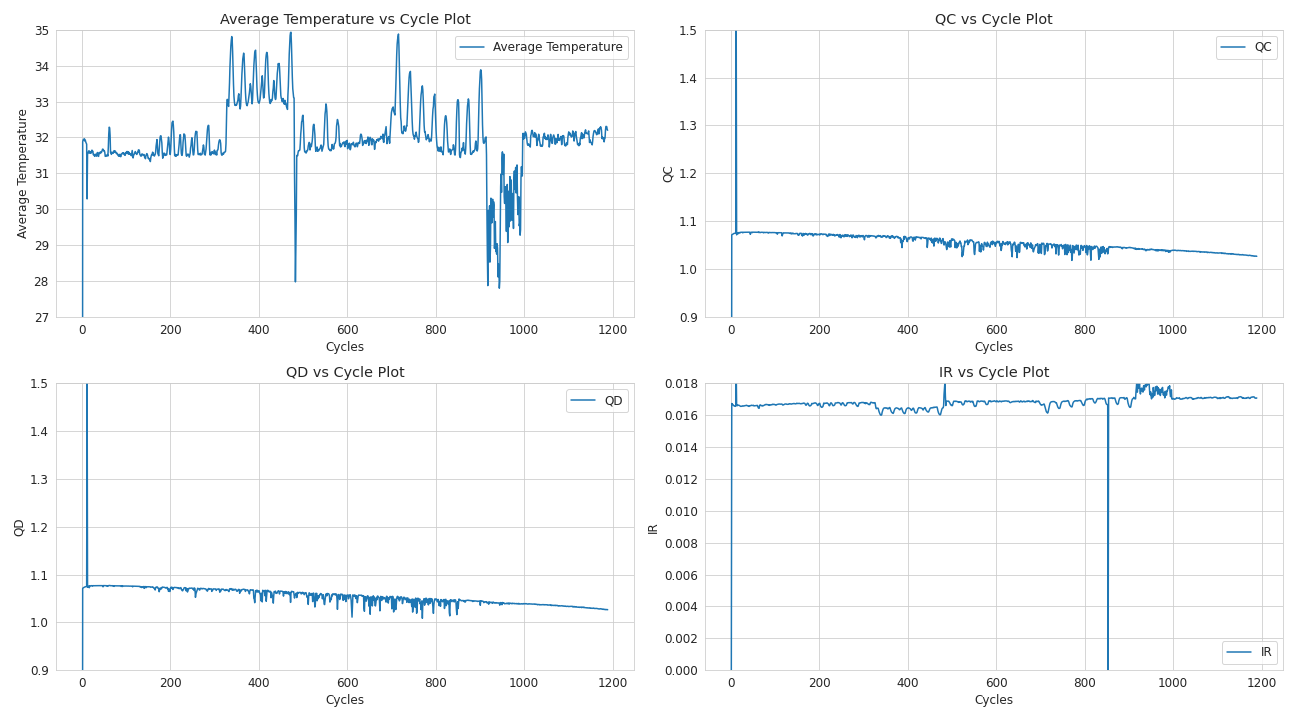 Average Temperature vs Cycle Plot
Average Temperature
35
34
33
32
31
30
29
28
27
Average Temperature
0 200 400 600 800 1000 1200
Cycles
QC vs Cycle Plot
QC
1.5
1.4
1.3
1.2
1.1
1.0
0.9
QC
0 200 400 600 800 1000 1200
Cycles
QD vs Cycle Plot
QD
1.5
1.4
1.3
1.2
1.1
1.0
0.9
QD
0 200 400 600 800 1000 1200
Cycles
IR vs Cycle Plot
0.018
0.016
0.014
0.012
0.010
0.008
0.006
0.004
0.002
0.000
IR
IR
0 200 400 600 800 1000 1200
Cycles